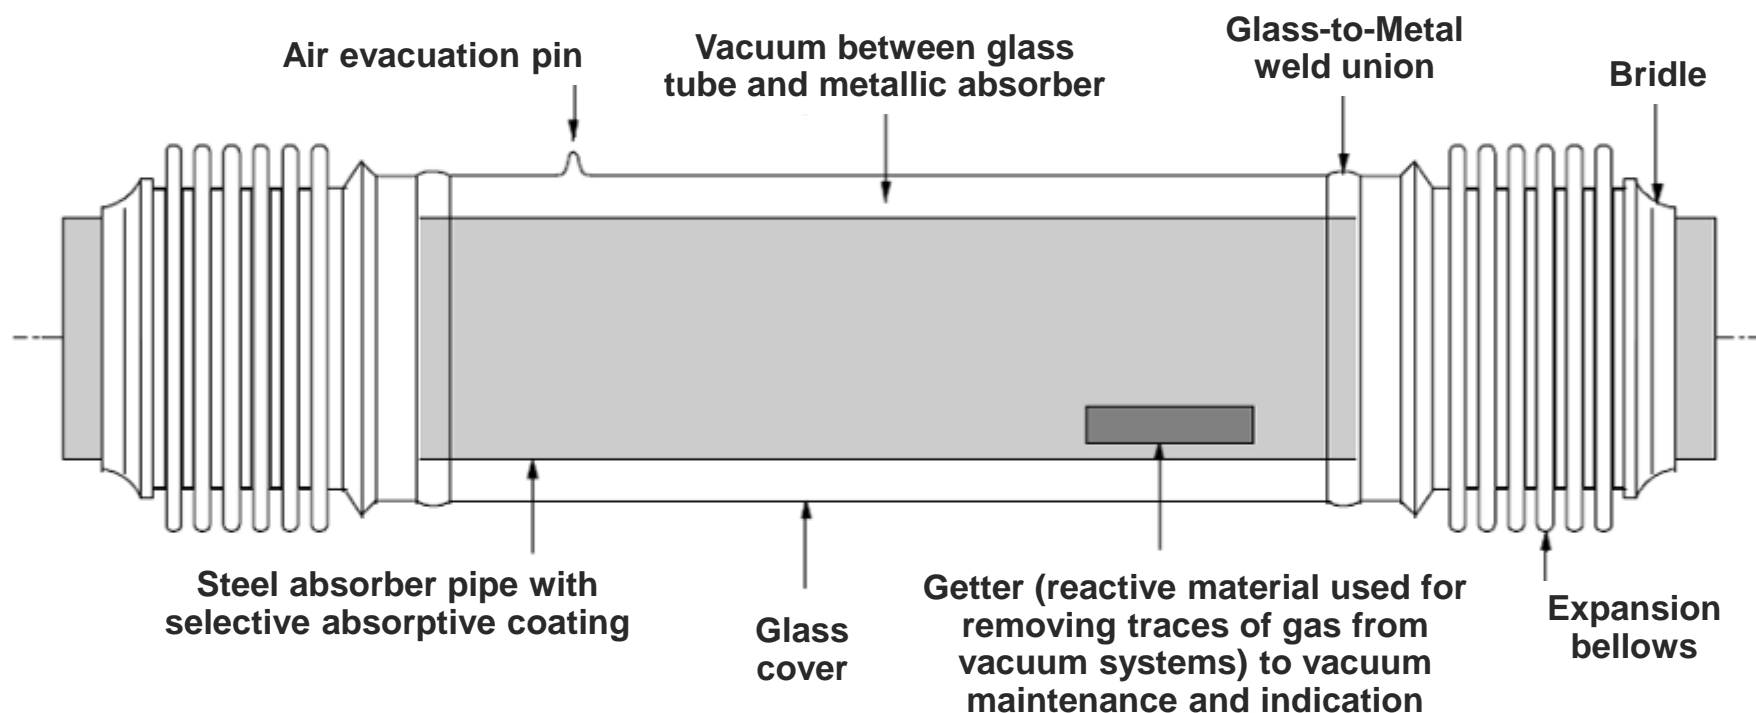 Air evacuation pin
Vacuum between glass
tube and metallic absorber
Glass-to-Metal
weld union
Bridle
Steel absorber pipe with
selective absorptive coating
Glass
cover
Getter (reactive material used for
removing traces of gas from
vacuum systems) to vacuum
maintenance and indication
Expansion
bellows